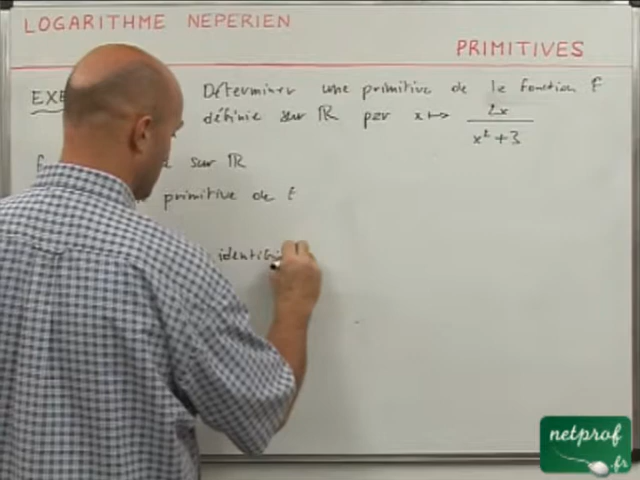 LOGARITHME NEPERIEN
PRIMITIVES
EXE Déterminer une primitive de la fonction f
définie sur ℝ par x ↦ 2x / x² + 3
sur ℝ
primitive de f
identifi
netprof
.fr